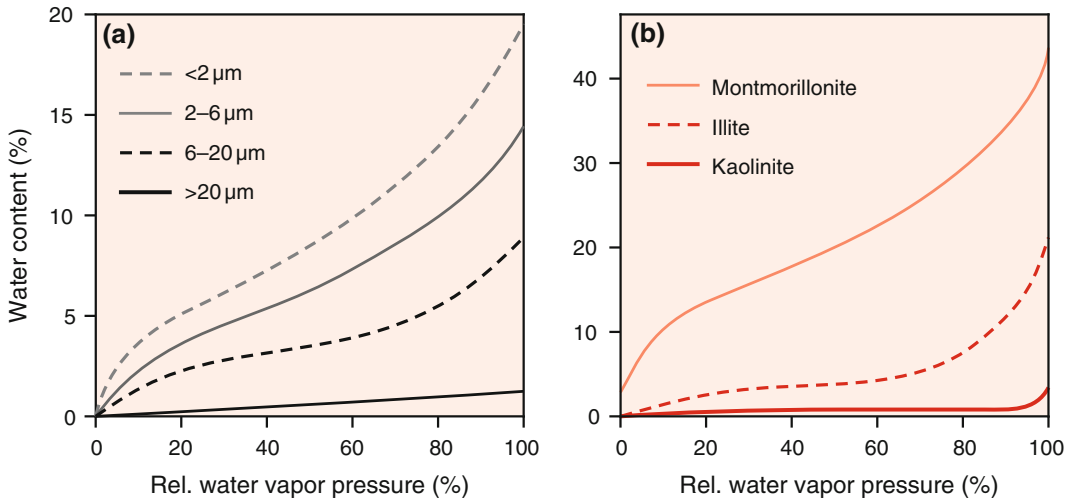 (a)
<2 µm
2–6 µm
6–20 µm
>20 µm
20
15
10
5
0
0 20 40 60 80 100
Water content (%)
Rel. water vapor pressure (%)
(b)
Montmorillonite
Illite
Kaolinite
40
30
20
10
0
0 20 40 60 80 100
Rel. water vapor pressure (%)